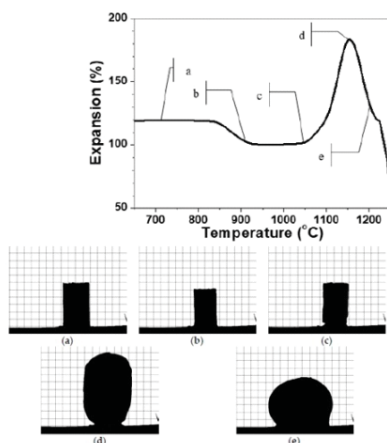 200
150
100
50
Expansion (%)
a
b
c
d
e
700
800
900
1000
1100
1200
Temperature (°C)
(a)
(b)
(c)
(d)
(e)